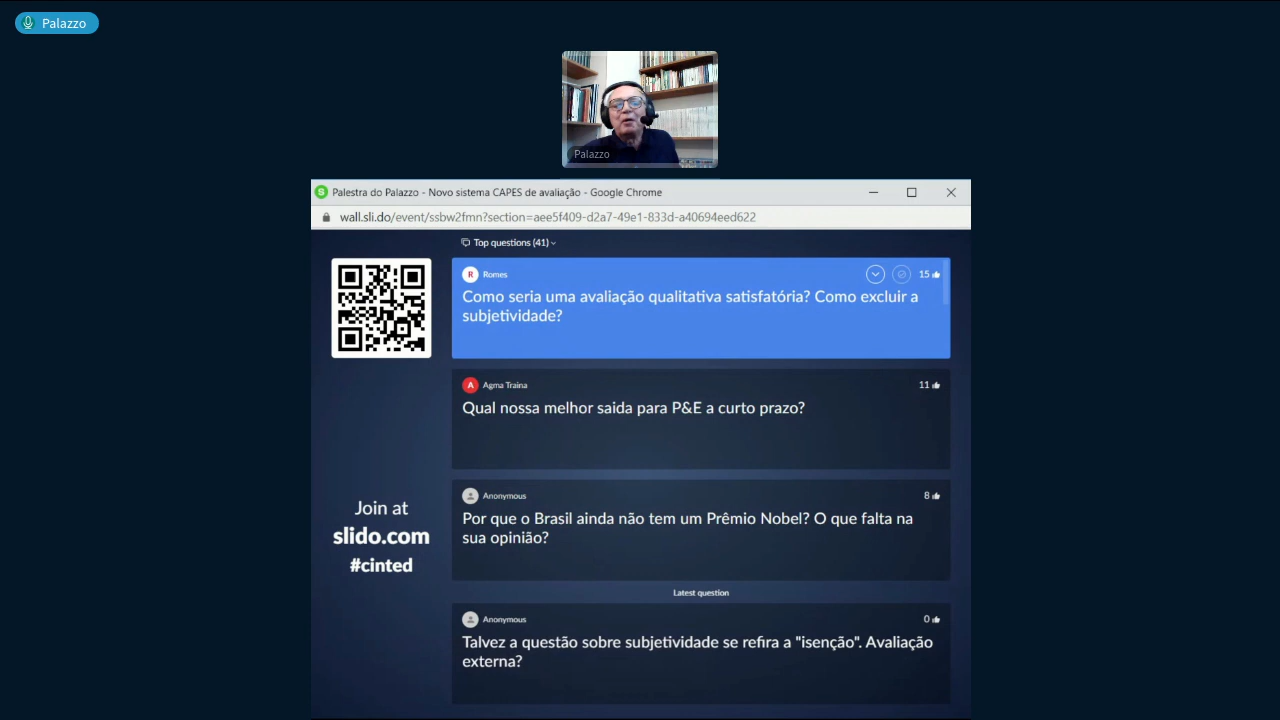 Palazzo
Palazzo
Palestra do Palazzo - Novo sistema CAPES de avaliação - Google Chrome
wall.sli.do/event/ssbw2fmn?section=aee5f409-d2a7-49e1-833d-a40694eed622
Top questions (41)
R Romes 15
Como seria uma avaliação qualitativa satisfatória? Como excluir a
subjetividade?
A Agma Traina 11
Qual nossa melhor saida para P&E a curto prazo?
Anonymous 8
Por que o Brasil ainda não tem um Prêmio Nobel? O que falta na
sua opinião?
Join at
slido.com
#cinted
Latest question
Anonymous 0
Talvez a questão sobre subjetividade se refira a "isenção". Avaliação
externa?